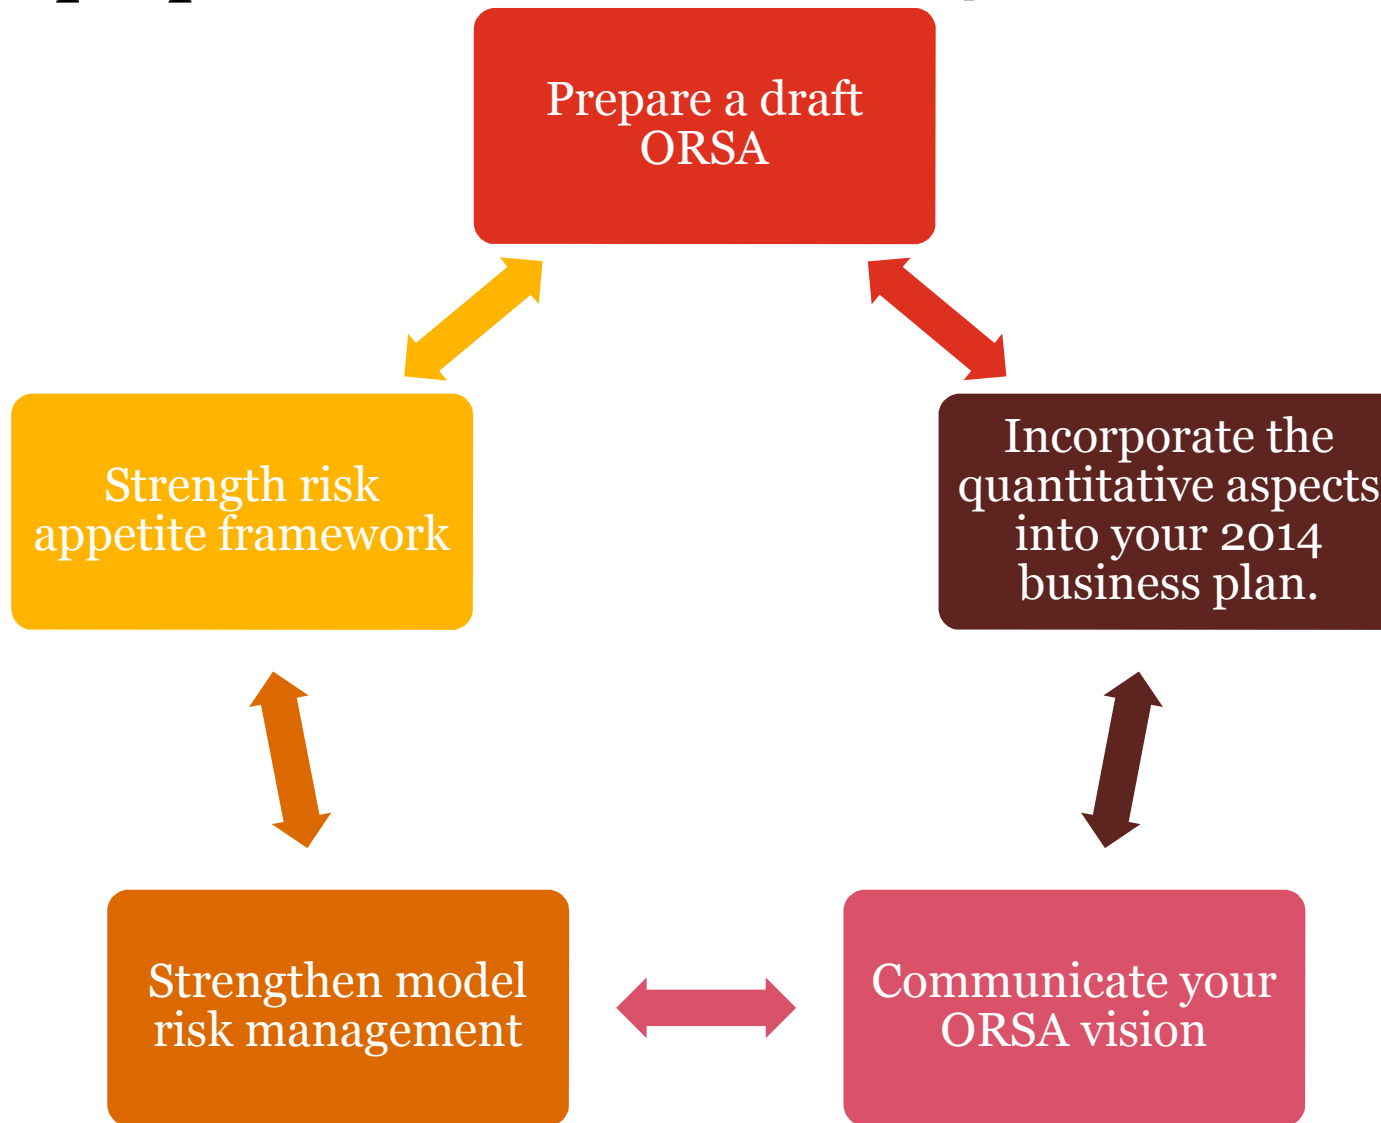 Prepare a draft
ORSA
Strength risk
appetite framework
Incorporate the
quantitative aspects
into your 2014
business plan.
Strengthen model
risk management
Communicate your
ORSA vision